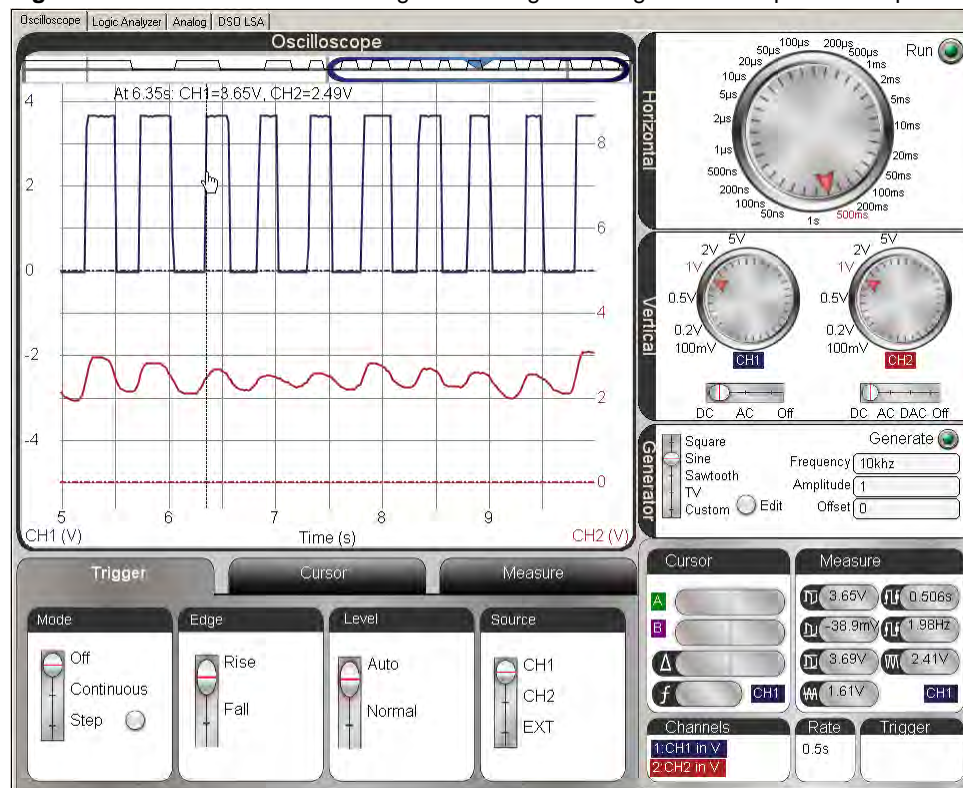 Oscilloscope Logic Analyzer Analog DSO LSA
Oscilloscope
At 6.35s: CH1=3.65V, CH2=2.49V
4
2
0
-2
-4
8
6
4
2
0
5 6 7 8 9
CH1 (V) Time (s) CH2 (V)
Horizontal
Run
50ns
100ns
200ns
500ns
1µs
2µs
5µs
10µs
20µs
50µs
100µs
200µs
500µs
1ms
2ms
5ms
10ms
20ms
50ms
100ms
200ms
500ms
1s
Vertical
5V
2V
1V
0.5V
0.2V
100mV
CH1
DC AC Off
5V
2V
1V
0.5V
0.2V
100mV
CH2
DC AC DAC Off
Generator
Square
Sine
Sawtooth
TV
Custom
Edit
Generate
Frequency 10khz
Amplitude 1
Offset 0
Trigger Cursor Measure
Mode
Off
Continuous
Step
Edge
Rise
Fall
Level
Auto
Normal
Source
CH1
CH2
EXT
Cursor
A
B
Δ
f CH1
Measure
3.65V 0.506s
-38.9mV 1.98Hz
3.69V 2.41V
1.61V CH1
Channels
1:CH1 in V
2:CH2 in V
Rate
0.5s
Trigger